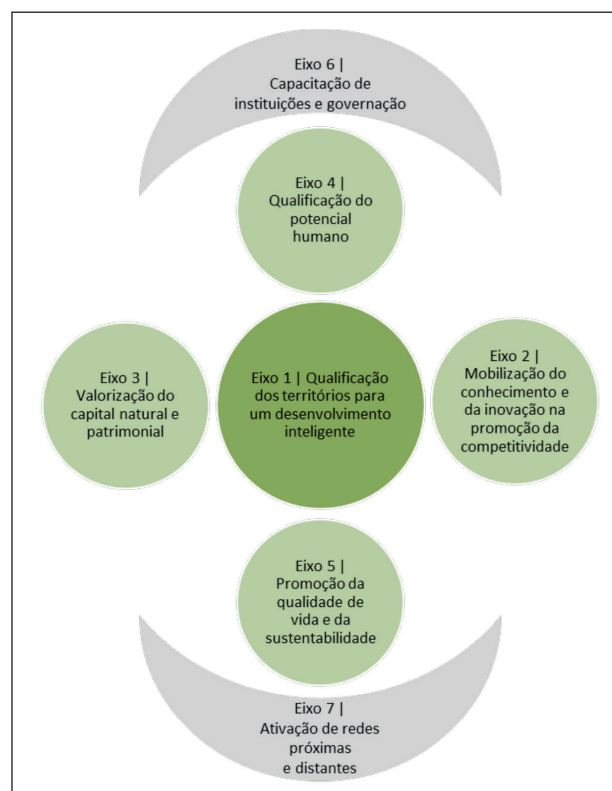 Eixo 6 |
Capacitação de
instituições e governação
Eixo 4 |
Qualificação do
potencial
humano
Eixo 3 |
Valorização do
capital natural e
patrimonial
Eixo 1 | Qualificação
dos territórios para
um desenvolvimento
inteligente
Eixo 2 |
Mobilização do
conhecimento e
da inovação na
promoção da
competitividade
Eixo 5 |
Promoção da
qualidade de
vida e da
sustentabilidade
Eixo 7 |
Ativação de redes
próximas
e distantes